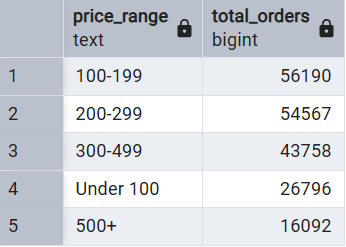 price_range total_orders
text bigint
1 100-199 56190
2 200-299 54567
3 300-499 43758
4 Under 100 26796
5 500+ 16092